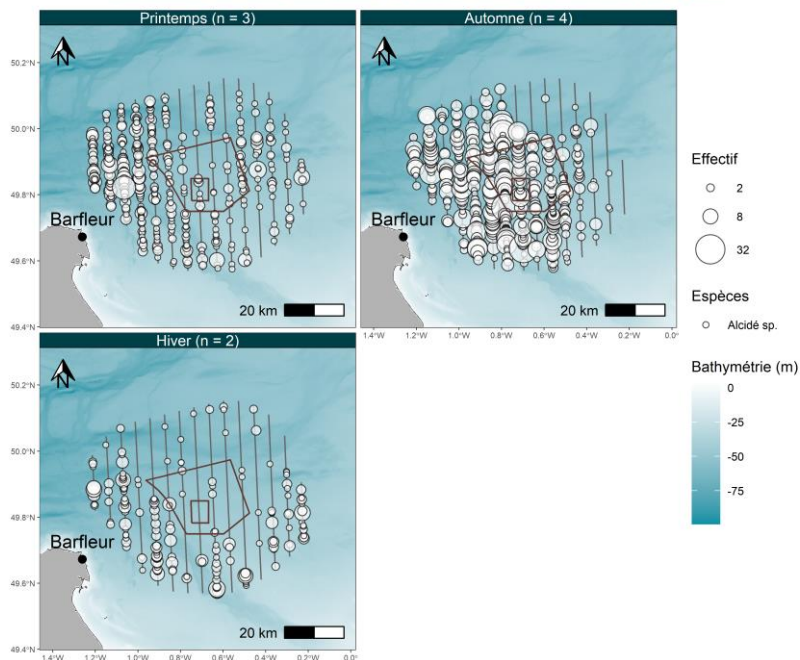 Printemps (n = 3)
Automne (n = 4)
N
N
50.2°N
50.0°N
49.8°N
49.6°N
49.4°N
Barfleur
Barfleur
20 km
20 km
1.4°W 1.2°W 1.0°W 0.8°W 0.6°W 0.4°W 0.2°W 0.0°
Hiver (n = 2)
N
50.2°N
50.0°N
49.8°N
49.6°N
49.4°N
Barfleur
20 km
1.4°W 1.2°W 1.0°W 0.8°W 0.6°W 0.4°W 0.2°W 0.0°
Effectif
2
8
32
Espèces
Alcidé sp.
Bathymétrie (m)
0
-25
-50
-75